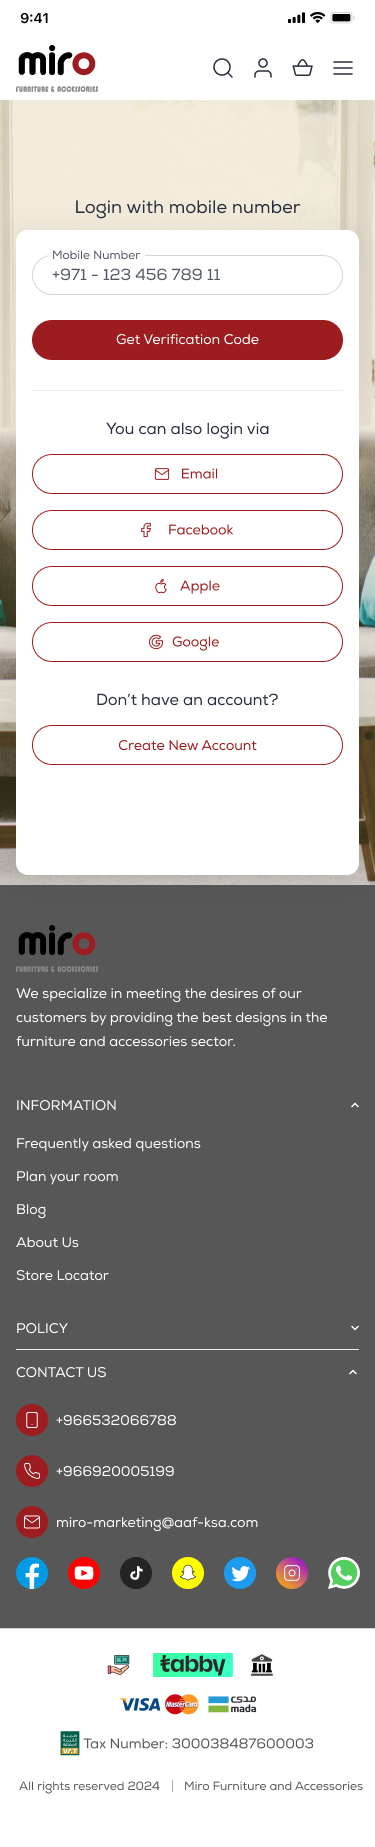 9:41
miro
FURNITURE & ACCESSORIES
Login with mobile number
Mobile Number
+971 - 123 456 789 11
Get Verification Code
You can also login via
Email
Facebook
Apple
Google
Don't have an account?
Create New Account
miro
FURNITURE & ACCESSORIES
We specialize in meeting the desires of our
customers by providing the best designs in the
furniture and accessories sector.
INFORMATION
Frequently asked questions
Plan your room
Blog
About Us
Store Locator
POLICY
CONTACT US
+966532066788
+966920005199
miro-marketing@aaf-ksa.com
tabby
VISA MasterCard مدى
mada
VAT Tax Number: 300038487600003
All rights reserved 2024 | Miro Furniture and Accessories